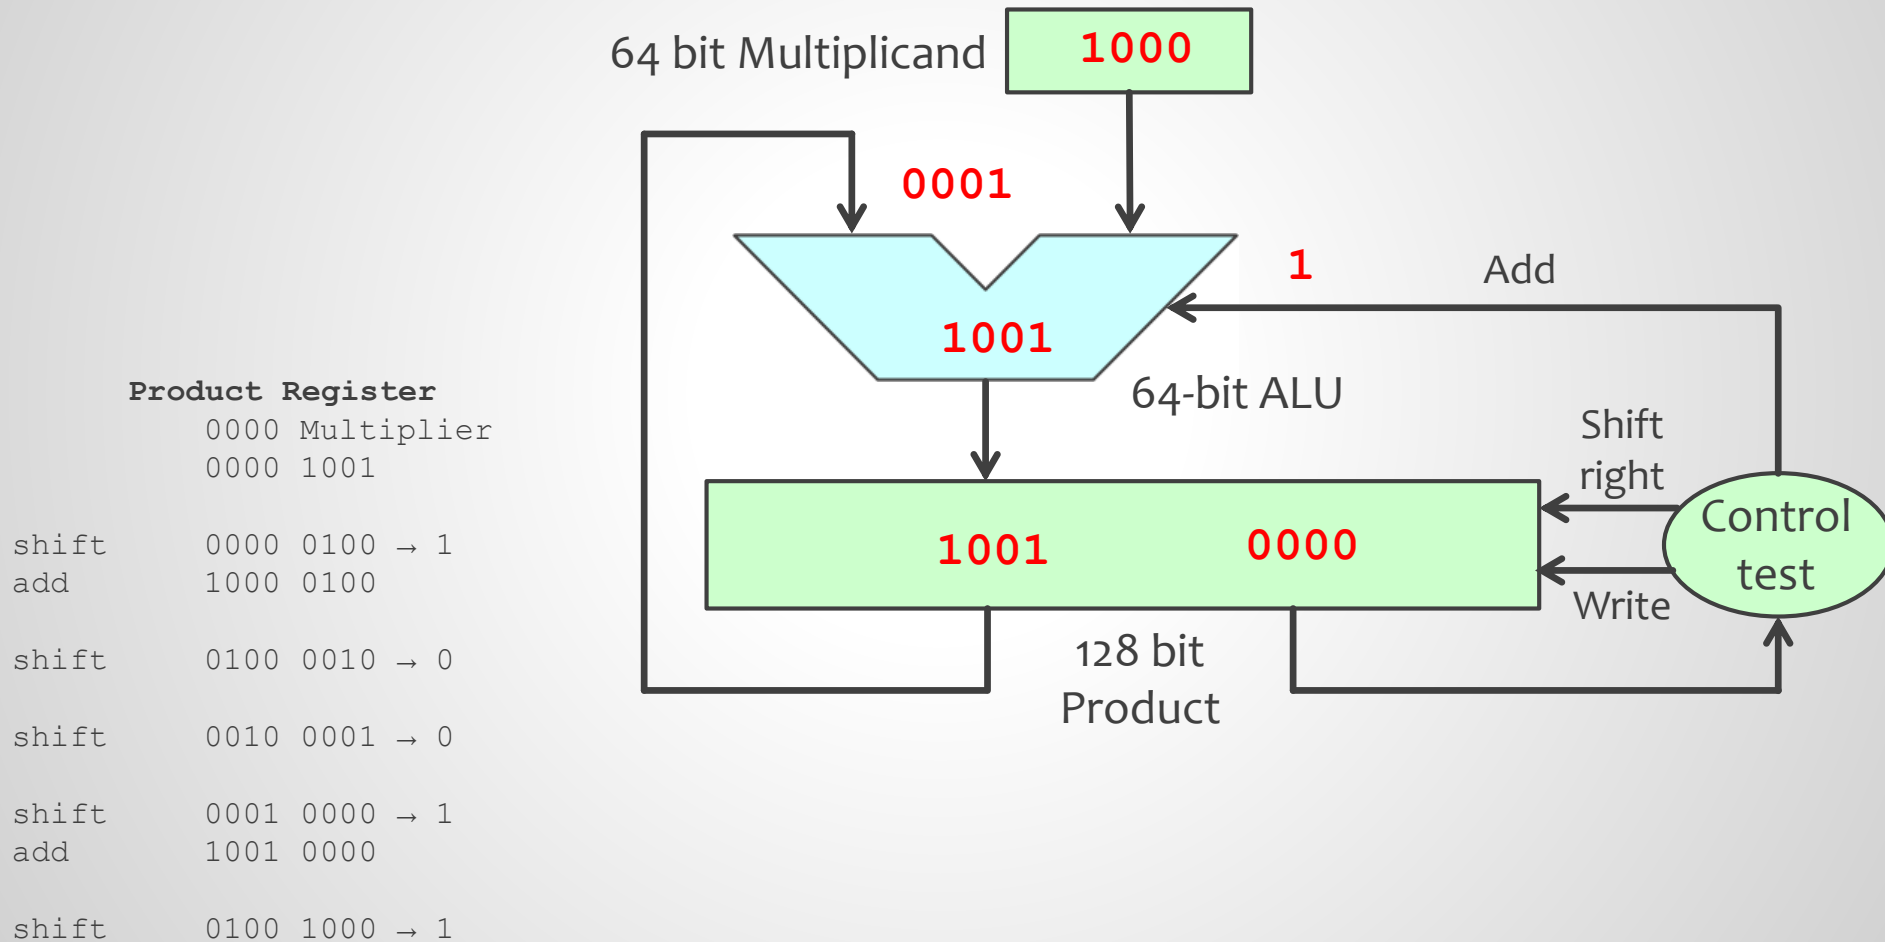 64 bit Multiplicand 1000
0001
1 Add
1001
64-bit ALU
Shift
right
Control
test
Write
1001 0000
128 bit
Product
Product Register
0000 Multiplier
0000 1001
shift 0000 0100 → 1
add 1000 0100
shift 0100 0010 → 0
shift 0010 0001 → 0
shift 0001 0000 → 1
add 1001 0000
shift 0100 1000 → 1